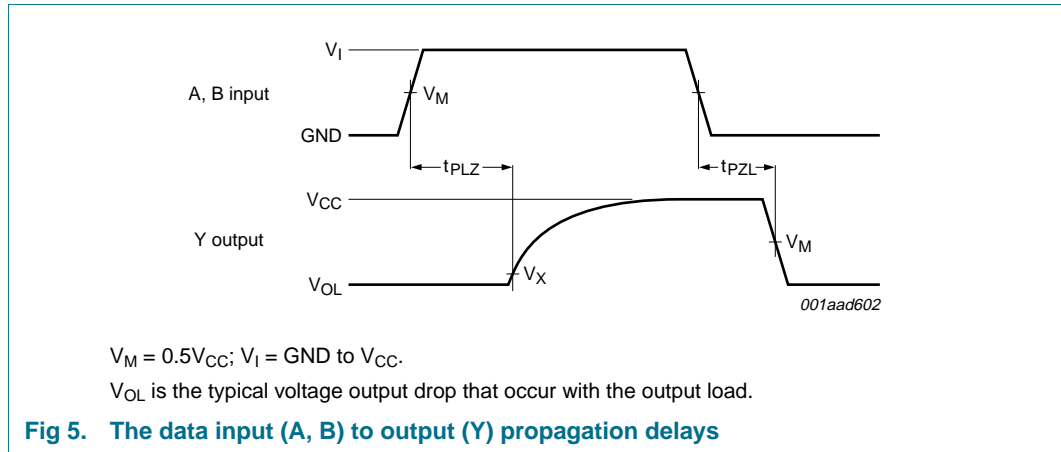 V_I
A, B input
V_M
GND
t_PLZ
t_PZL
V_CC
Y output
V_M
V_X
V_OL
001aad602
V_M = 0.5V_CC; V_I = GND to V_CC.
V_OL is the typical voltage output drop that occur with the output load.
Fig 5. The data input (A, B) to output (Y) propagation delays